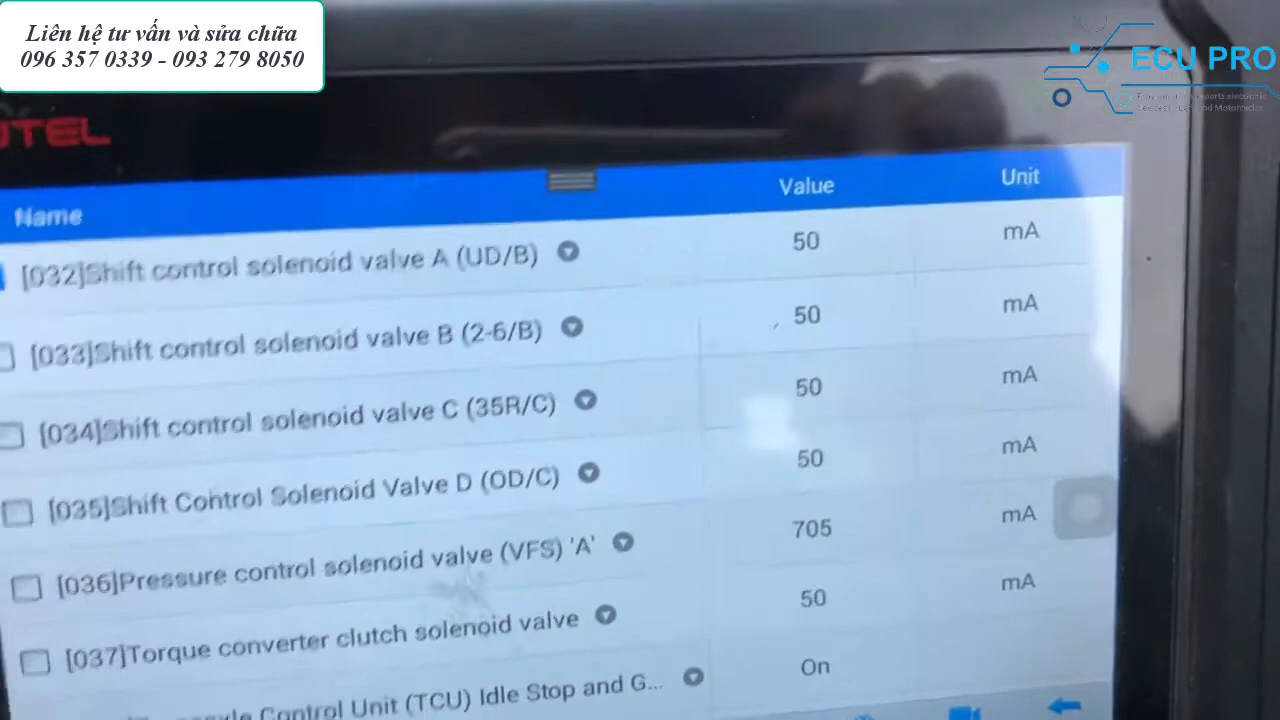 Liên hệ tư vấn và sửa chữa
096 357 0339 - 093 279 8050
ECU PRO
UTEL
Name Value Unit
[032]Shift control solenoid valve A (UD/B) 50 mA
[033]Shift control solenoid valve B (2-6/B) 50 mA
[034]Shift control solenoid valve C (35R/C) 50 mA
[035]Shift Control Solenoid Valve D (OD/C) 50 mA
[036]Pressure control solenoid valve (VFS) 'A' 705 mA
[037]Torque converter clutch solenoid valve 50 mA
Control Unit (TCU) Idle Stop and G... On